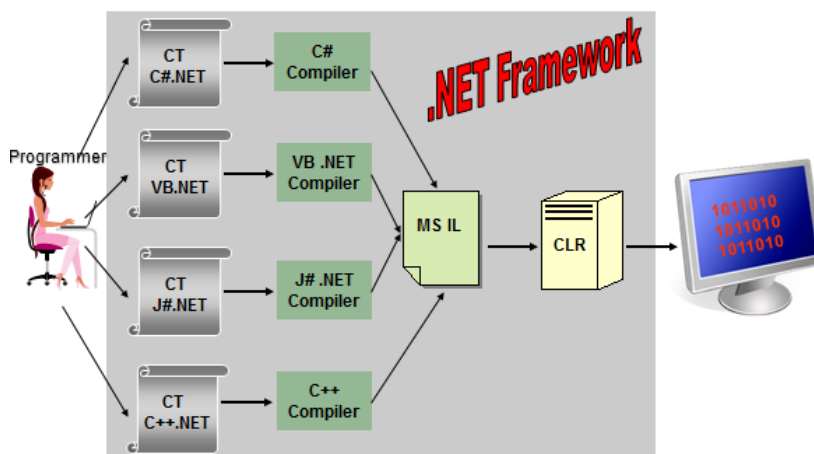 .NET Framework
Programmer
CT
C#.NET
C#
Compiler
CT
VB.NET
VB .NET
Compiler
CT
J#.NET
J# .NET
Compiler
CT
C++.NET
C++
Compiler
MS IL
CLR
1011010
1011010
1011010